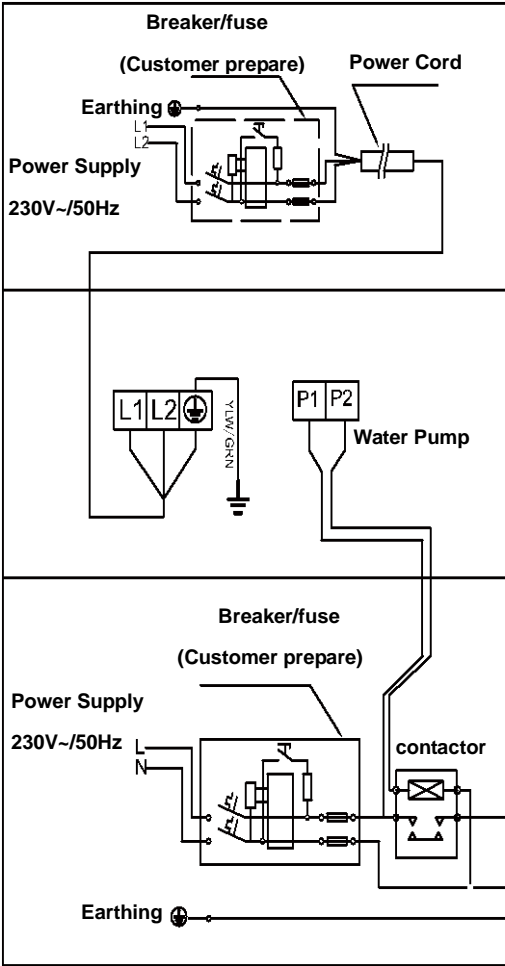 Breaker/fuse
(Customer prepare)
Power Cord
Earthing
L1
L2
Power Supply
230V~/50Hz
L1 L2
YLW/GRN
P1 P2
Water Pump
Breaker/fuse
(Customer prepare)
Power Supply
230V~/50Hz
L
N
contactor
Earthing